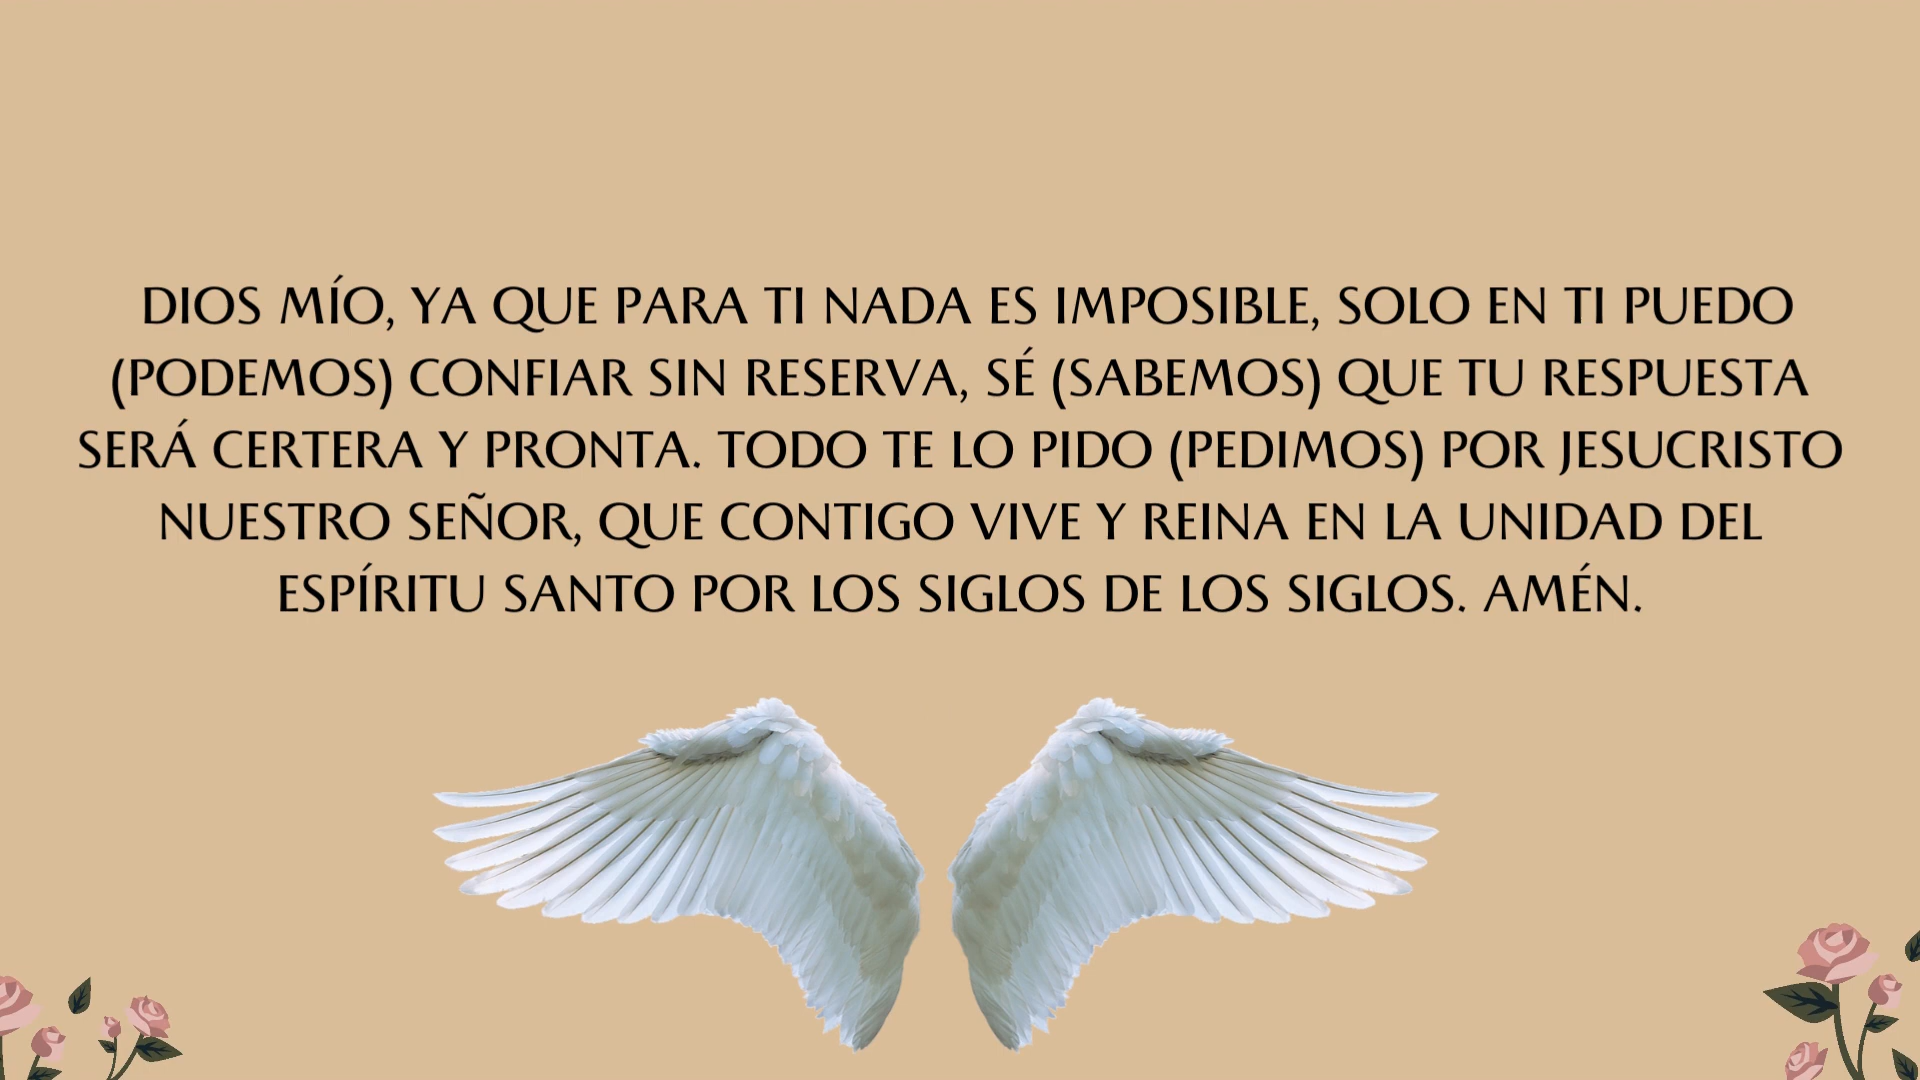 DIOS MÍO, YA QUE PARA TI NADA ES IMPOSIBLE, SOLO EN TI PUEDO
(PODEMOS) CONFIAR SIN RESERVA, SÉ (SABEMOS) QUE TU RESPUESTA
SERÁ CERTERA Y PRONTA. TODO TE LO PIDO (PEDIMOS) POR JESUCRISTO
NUESTRO SEÑOR, QUE CONTIGO VIVE Y REINA EN LA UNIDAD DEL
ESPÍRITU SANTO POR LOS SIGLOS DE LOS SIGLOS. AMÉN.